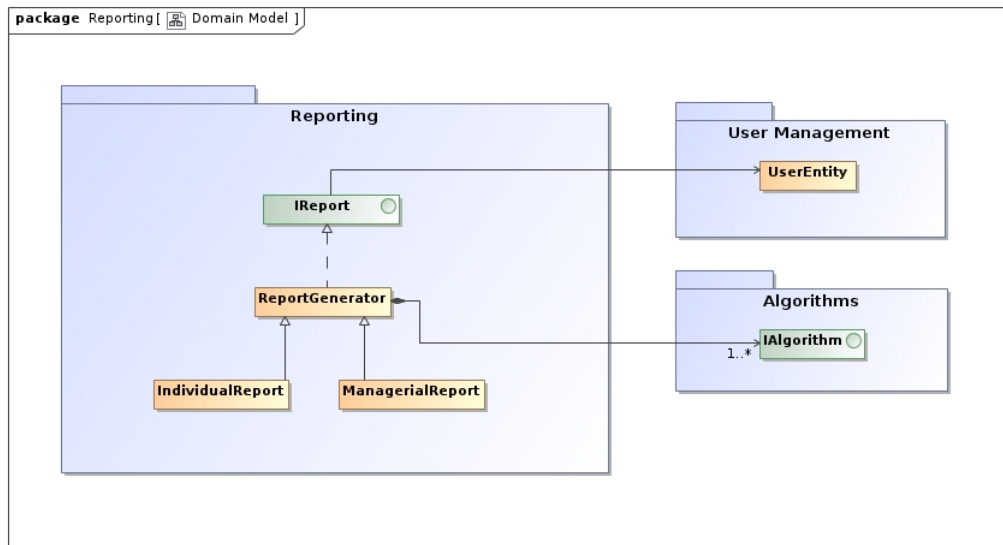 package Reporting [ Domain Model ]
Reporting
User Management
UserEntity
IReport
ReportGenerator
Algorithms
IAlgorithm
1..*
IndividualReport
ManagerialReport